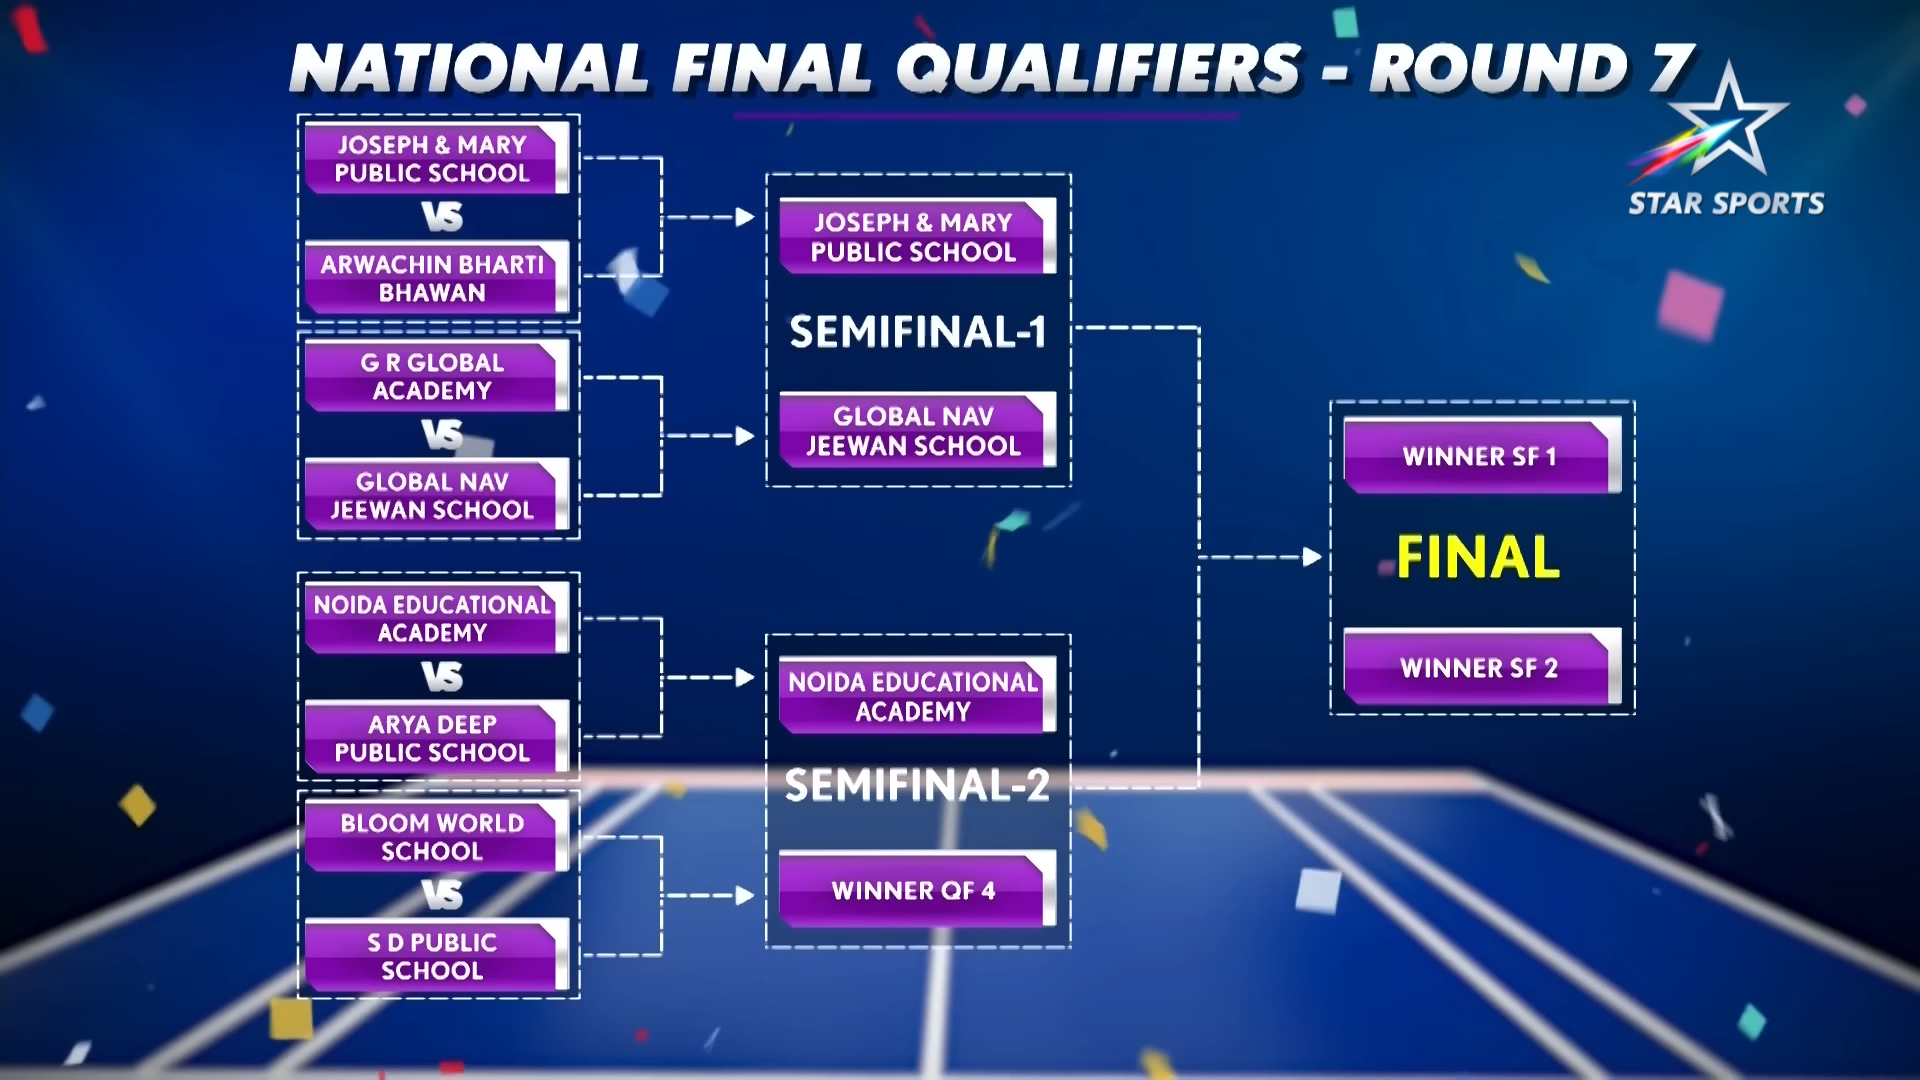 NATIONAL FINAL QUALIFIERS - ROUND 7
STAR SPORTS
JOSEPH & MARY
PUBLIC SCHOOL
VS
ARWACHIN BHARTI
BHAWAN
G R GLOBAL
ACADEMY
VS
GLOBAL NAV
JEEWAN SCHOOL
NOIDA EDUCATIONAL
ACADEMY
VS
ARYA DEEP
PUBLIC SCHOOL
BLOOM WORLD
SCHOOL
VS
S D PUBLIC
SCHOOL
JOSEPH & MARY
PUBLIC SCHOOL
SEMIFINAL-1
GLOBAL NAV
JEEWAN SCHOOL
NOIDA EDUCATIONAL
ACADEMY
SEMIFINAL-2
WINNER QF 4
WINNER SF 1
FINAL
WINNER SF 2